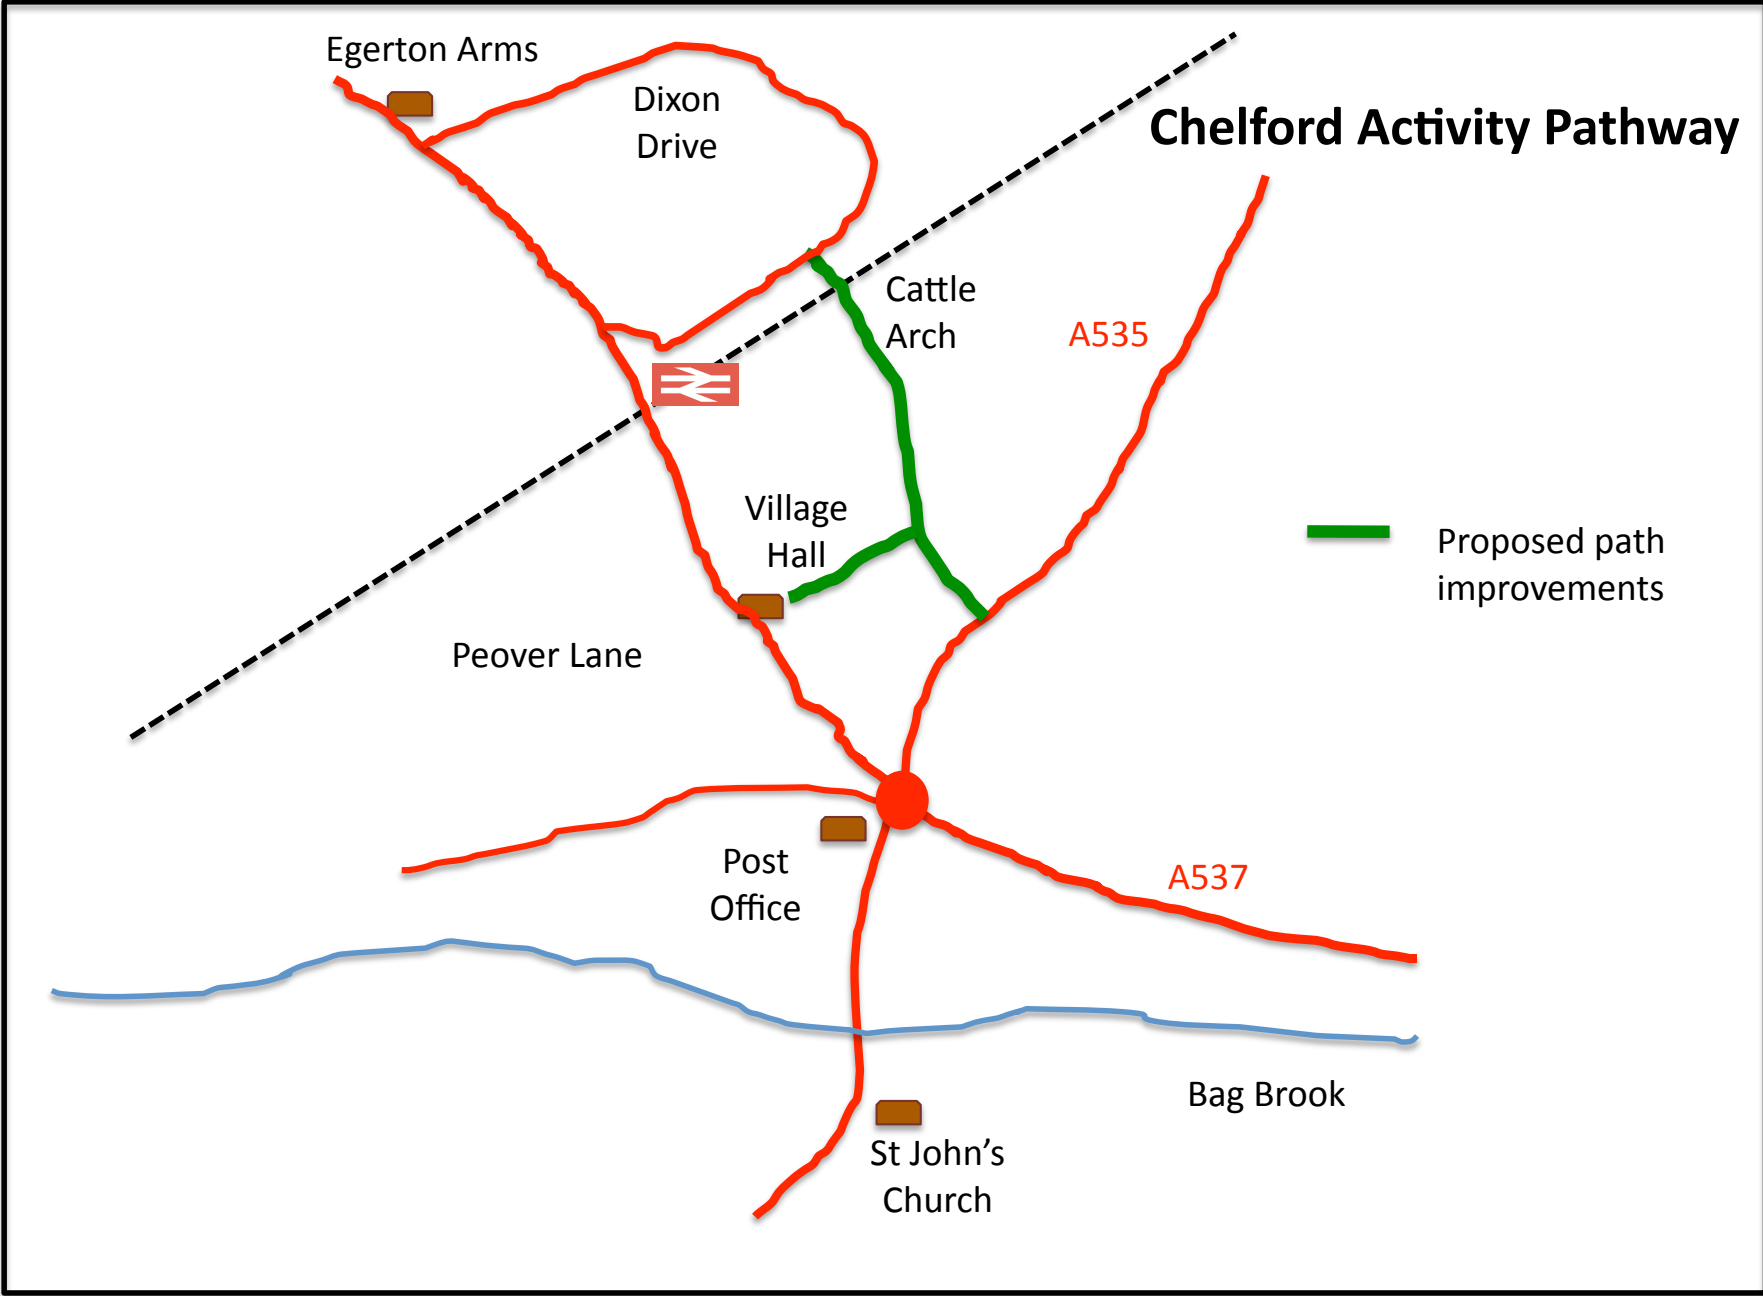 Egerton Arms
Dixon
Drive
Chelford Activity Pathway
Cattle
Arch
A535
Village
Hall
Proposed path
improvements
Peover Lane
Post
Office
A537
Bag Brook
St John’s
Church